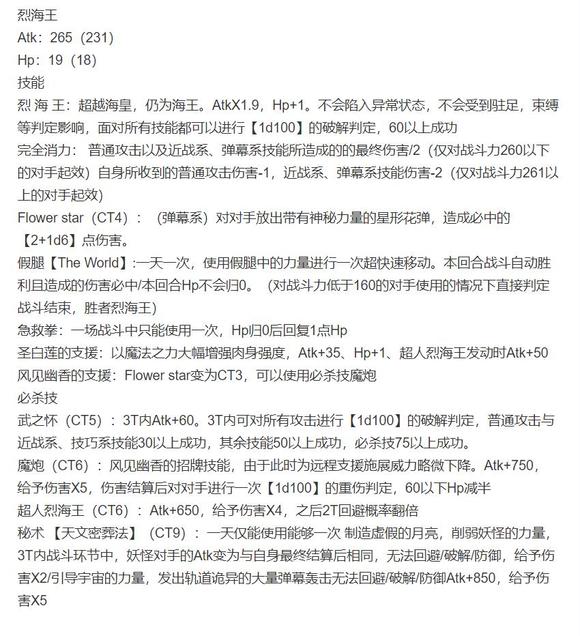 烈海王
Atk：265（231）
Hp：19（18）
技能
烈 海 王：超越海皇，仍为海王。AtkX1.9，Hp+1。不会陷入异常状态，不会受到驻足，束缚
等判定影响，面对所有技能都可以进行【1d100】的破解判定，60以上成功
完全消力： 普通攻击以及近战系、弹幕系技能所造成的的最终伤害/2（仅对战斗力260以下
的对手起效）自身所收到的普通攻击伤害-1，近战系、弹幕系技能伤害-2（仅对战斗力261以
上的对手起效）
Flower star（CT4）：（弹幕系）对对手放出带有神秘力量的星形花弹，造成必中的
【2+1d6】点伤害。
假腿【The World】:一天一次，使用假腿中的力量进行一次超快速移动。本回合战斗自动胜
利且造成的伤害必中/本回合Hp不会归0。（对战斗力低于160的对手使用的情况下直接判定
战斗结束，胜者烈海王）
急救拳：一场战斗中只能使用一次，Hp归0后回复1点Hp
圣白莲的支援：以魔法之力大幅增强肉身强度，Atk+35、Hp+1、超人烈海王发动时Atk+50
风见幽香的支援：Flower star变为CT3，可以使用必杀技魔炮
必杀技
武之怀（CT5）：3T内Atk+60。3T内可对所有攻击进行【1d100】的破解判定，普通攻击与
近战系、技巧系技能30以上成功，其余技能50以上成功，必杀技75以上成功。
魔炮（CT6）：风见幽香的招牌技能，由于此时为远程支援施展威力略微下降。Atk+750，
给予伤害X5，伤害结算后对对手进行一次【1d100】的重伤判定，60以下Hp减半
超人烈海王（CT6）：Atk+650，给予伤害X4，之后2T回避概率翻倍
秘术 【天文密葬法】（CT9）：一天仅能使用能够一次 制造虚假的月亮，削弱妖怪的力量，
3T内战斗环节中，妖怪对手的Atk变为与自身最终结算后相同，无法回避/破解/防御，给予伤
害X2/引导宇宙的力量，发出轨道诡异的大量弹幕轰击无法回避/破解/防御Atk+850，给予伤
害X5